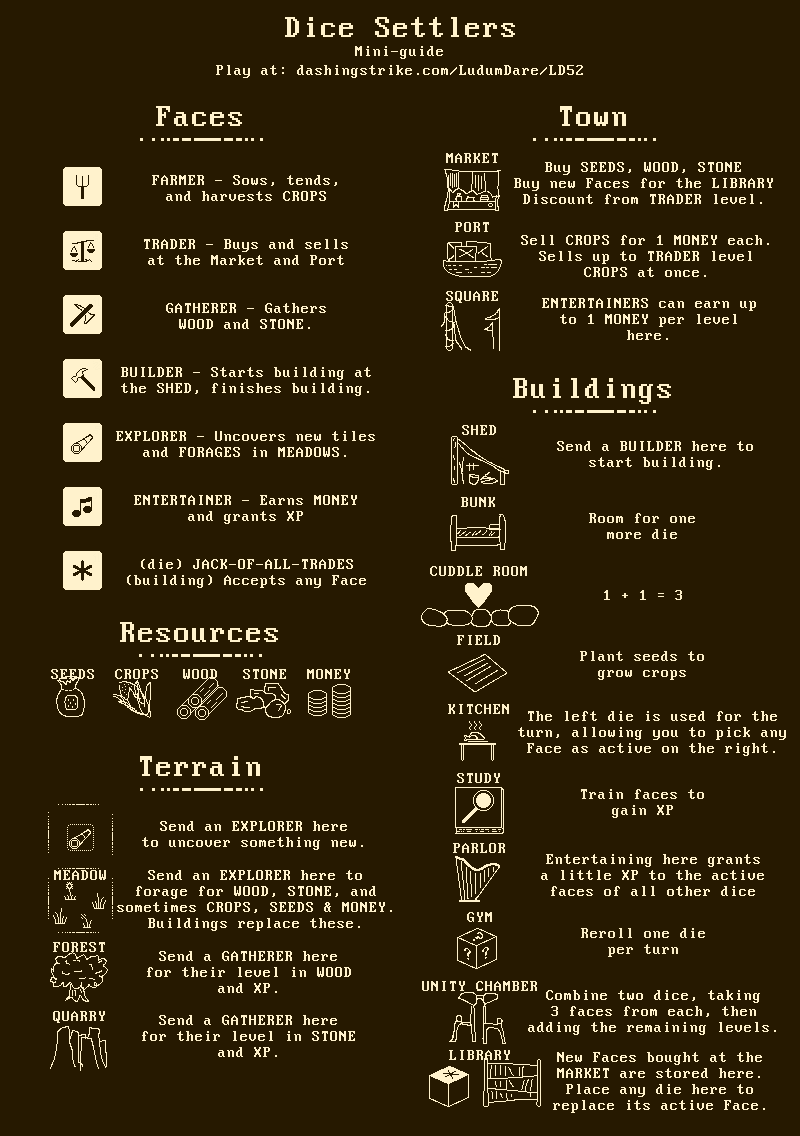 Dice Settlers
Mini-guide
Play at: dashingstrike.com/LudumDare/LD52
Faces
FARMER - Sows, tends,
and harvests CROPS
TRADER - Buys and sells
at the Market and Port
GATHERER - Gathers
WOOD and STONE.
BUILDER - Starts building at
the SHED, finishes building.
EXPLORER - Uncovers new tiles
and FORAGES in MEADOWS.
ENTERTAINER - Earns MONEY
and grants XP
(die) JACK-OF-ALL-TRADES
(building) Accepts any Face
Resources
SEEDS CROPS WOOD STONE MONEY
Terrain
Send an EXPLORER here
to uncover something new.
MEADOW
Send an EXPLORER here to
forage for WOOD, STONE, and
sometimes CROPS, SEEDS & MONEY.
Buildings replace these.
FOREST
Send a GATHERER here
for their level in WOOD
and XP.
QUARRY
Send a GATHERER here
for their level in STONE
and XP.
Town
MARKET
Buy SEEDS, WOOD, STONE
Buy new Faces for the LIBRARY
Discount from TRADER level.
PORT
Sell CROPS for 1 MONEY each.
Sells up to TRADER level
CROPS at once.
SQUARE
ENTERTAINERS can earn up
to 1 MONEY per level
here.
Buildings
SHED
Send a BUILDER here to
start building.
BUNK
Room for one
more die
CUDDLE ROOM
1 + 1 = 3
FIELD
Plant seeds to
grow crops
KITCHEN
The left die is used for the
turn, allowing you to pick any
Face as active on the right.
STUDY
Train faces to
gain XP
PARLOR
Entertaining here grants
a little XP to the active
faces of all other dice
GYM
? ? ?
Reroll one die
per turn
UNITY CHAMBER
Combine two dice, taking
3 faces from each, then
adding the remaining levels.
LIBRARY
New Faces bought at the
MARKET are stored here.
Place any die here to
replace its active Face.